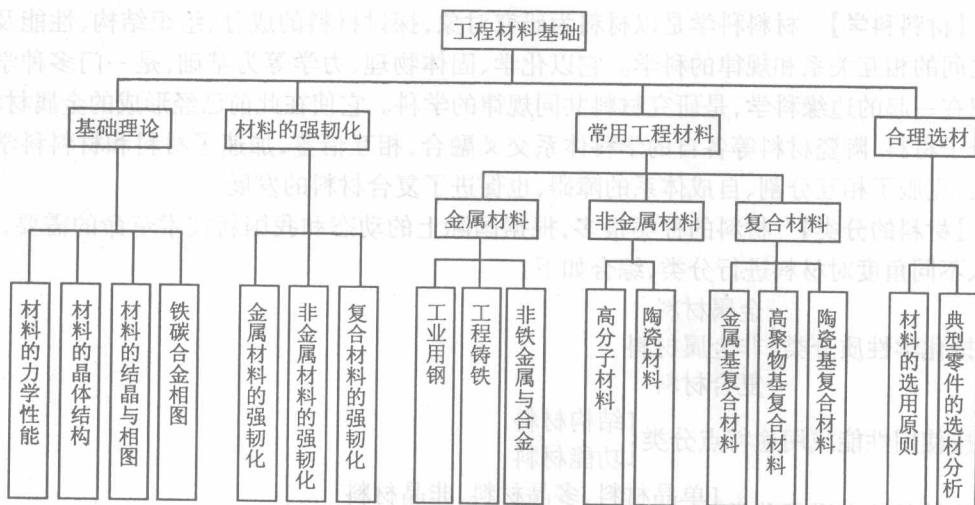 工程材料基础
基础理论
材料的强韧化
常用工程材料
合理选材
金属材料
非金属材料
复合材料
材料的力学性能
材料的晶体结构
材料的结晶与相图
铁碳合金相图
金属材料的强韧化
非金属材料的强韧化
复合材料的强韧化
工业用钢
工程铸铁
非铁金属与合金
高分子材料
陶瓷材料
金属基复合材料
高聚物基复合材料
陶瓷基复合材料
材料的选用原则
典型零件的选材分析